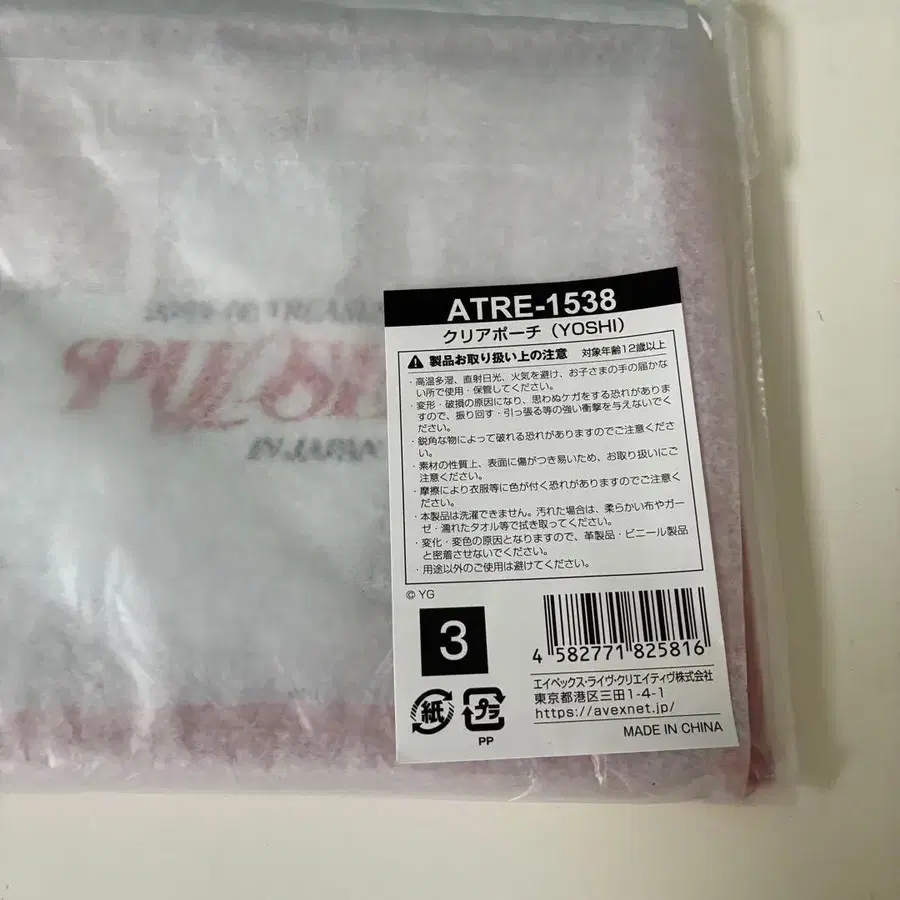 IN JAPAN
ATRE-1538
クリアポーチ（YOSHI）
製品お取り扱い上の注意 対象年齢12歳以上
・高温多湿、直射日光、火気を避け、お子さまの手の届かな
い所で使用・保管してください。
・変形・破損の原因になり、思わぬケガをする恐れがありま
すので、振り回す・引っ張る等の強い衝撃を与えないでく
ださい。
・鋭角な物によって破れる恐れがありますのでご注意くださ
い。
・素材の性質上、表面に傷がつき易いため、お取り扱いにご
注意ください。
・摩擦により衣服等に色が付く恐れがありますのでご注意く
ださい。
・本製品は洗濯できません。汚れた場合は、柔らかい布やガー
ゼ・濡れたタオル等で拭き取ってください。
・変化・変色の原因となりますので、革製品・ビニール製品
と密着させないでください。
・用途以外のご使用は避けてください。
© YG
3
4 582771 825816
エイベックス・ライヴ・クリエイティヴ株式会社
東京都港区三田1-4-1
https://avexnet.jp/
紙 プラ
PP
MADE IN CHINA